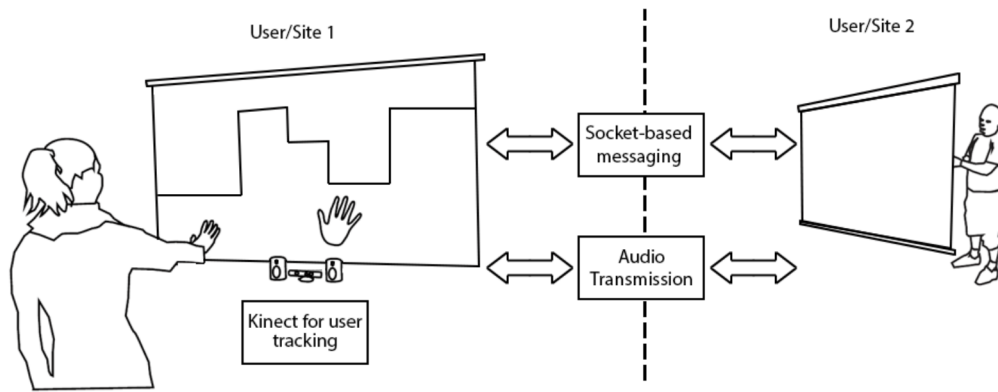 User/Site 1
User/Site 2
Socket-based
messaging
Audio
Transmission
Kinect for user
tracking